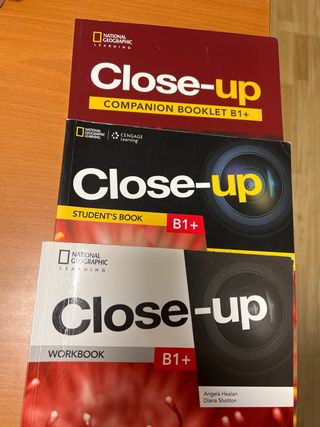 NATIONAL
GEOGRAPHIC
LEARNING
Close-up
COMPANION BOOKLET B1+
NATIONAL
GEOGRAPHIC
LEARNING
CENGAGE
Learning
Close-up
STUDENT'S BOOK
B1+
NATIONAL
GEOGRAPHIC
LEARNING
Close-up
WORKBOOK
B1+
Angela Healan
Diana Shotton